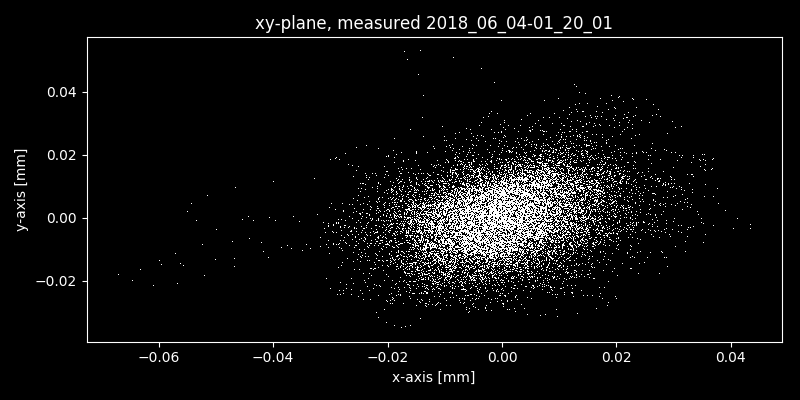 xy-plane, measured 2018_06_04-01_20_01
0.04
0.02
0.00
−0.02
y-axis [mm]
−0.06 −0.04 −0.02 0.00 0.02 0.04
x-axis [mm]